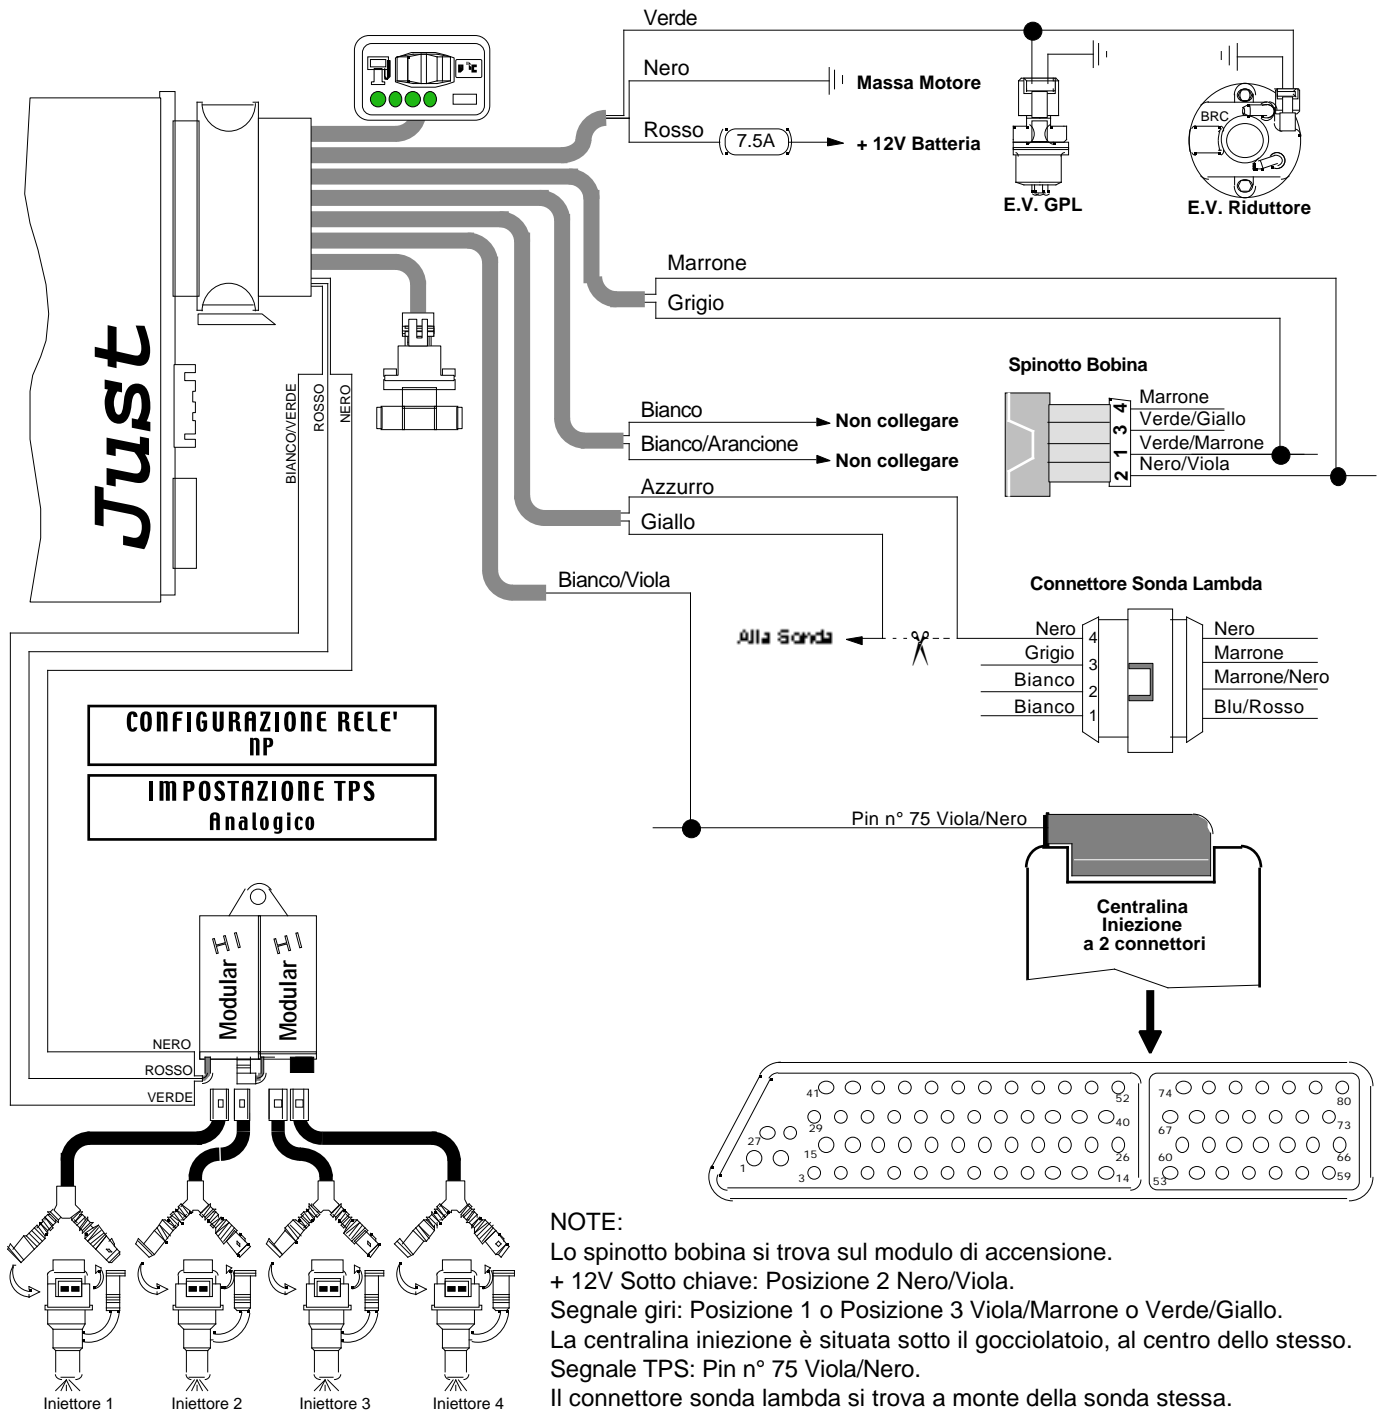 Verde
Nero
Massa Motore
Rosso
7.5A
+ 12V Batteria
BRC
E.V. GPL
E.V. Riduttore
Marrone
Grigio
Just
BIANCO/VERDE
ROSSO
NERO
Spinotto Bobina
4
Marrone
3
Verde/Giallo
1
Verde/Marrone
2
Nero/Viola
Bianco
Non collegare
Bianco/Arancione
Non collegare
Azzurro
Giallo
Bianco/Viola
Connettore Sonda Lambda
Alla Sonda
Nero
4
Nero
Grigio
3
Marrone
Bianco
2
Marrone/Nero
Bianco
1
Blu/Rosso
CONFIGURAZIONE RELE'
NP
IMPOSTAZIONE TPS
Analogico
Pin n° 75 Viola/Nero
Centralina
Iniezione
a 2 connettori
Modular HI
Modular HI
NERO
ROSSO
VERDE
41
52
74
80
29
40
67
73
27
15
26
60
66
1
3
14
53
59
Iniettore 1
Iniettore 2
Iniettore 3
Iniettore 4
NOTE:
Lo spinotto bobina si trova sul modulo di accensione.
+ 12V Sotto chiave: Posizione 2 Nero/Viola.
Segnale giri: Posizione 1 o Posizione 3 Viola/Marrone o Verde/Giallo.
La centralina iniezione è situata sotto il gocciolatoio, al centro dello stesso.
Segnale TPS: Pin n° 75 Viola/Nero.
Il connettore sonda lambda si trova a monte della sonda stessa.